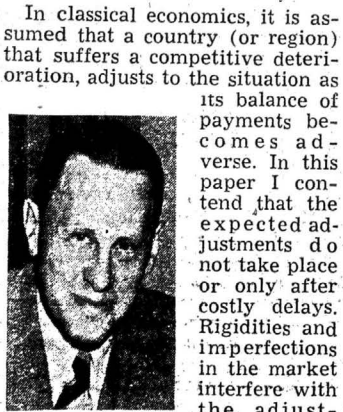 In classical economics, it is as-
sumed that a country (or region)
that suffers a competitive deteri-
oration, adjusts to the situation as
its balance of
payments be-
comes ad-
verse. In this
paper I con-
tend that the
expected ad-
justments do
not take place
or only after
costly delays.
Rigidities and
imperfections
in the market
interfere with
the adjust-